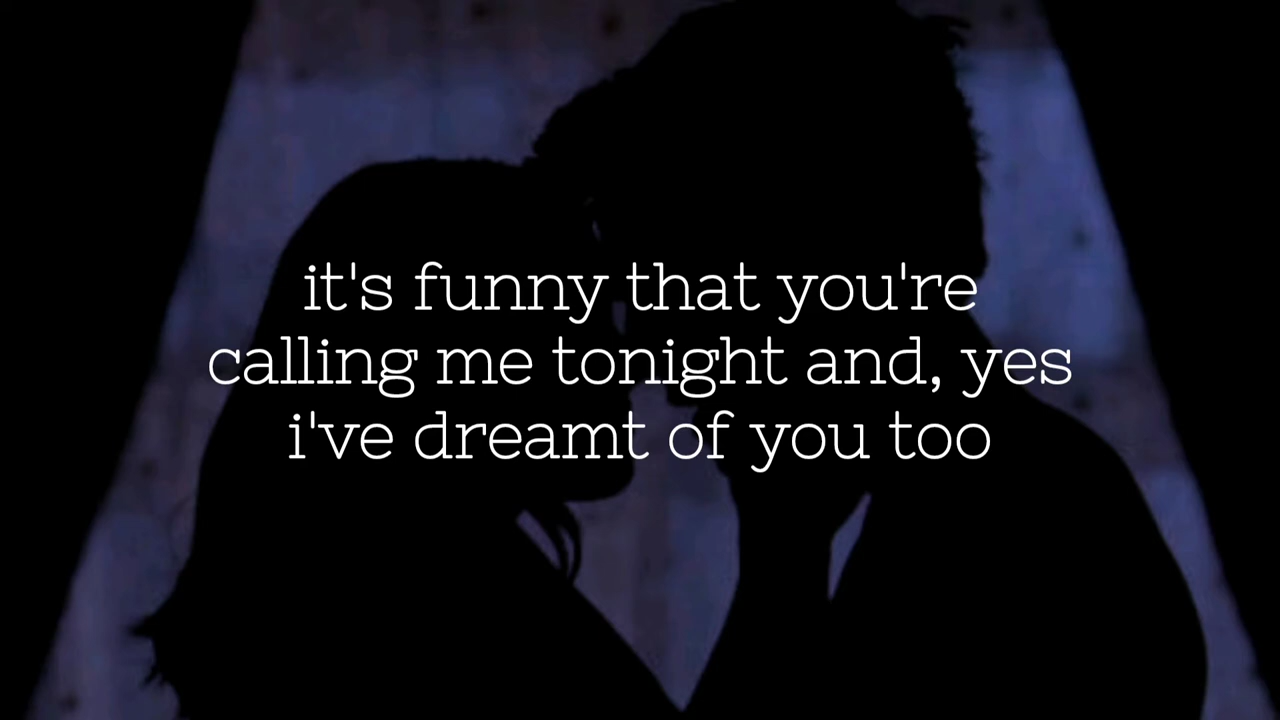 it's funny that you're
calling me tonight and, yes
i've dreamt of you too